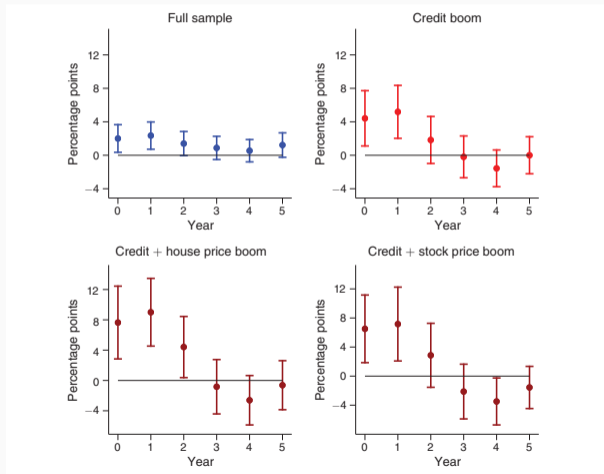 Full sample
Percentage points
12
8
4
0
−4
0 1 2 3 4 5
Year
Credit boom
Percentage points
12
8
4
0
−4
0 1 2 3 4 5
Year
Credit + house price boom
Percentage points
12
8
4
0
−4
0 1 2 3 4 5
Year
Credit + stock price boom
Percentage points
12
8
4
0
−4
0 1 2 3 4 5
Year